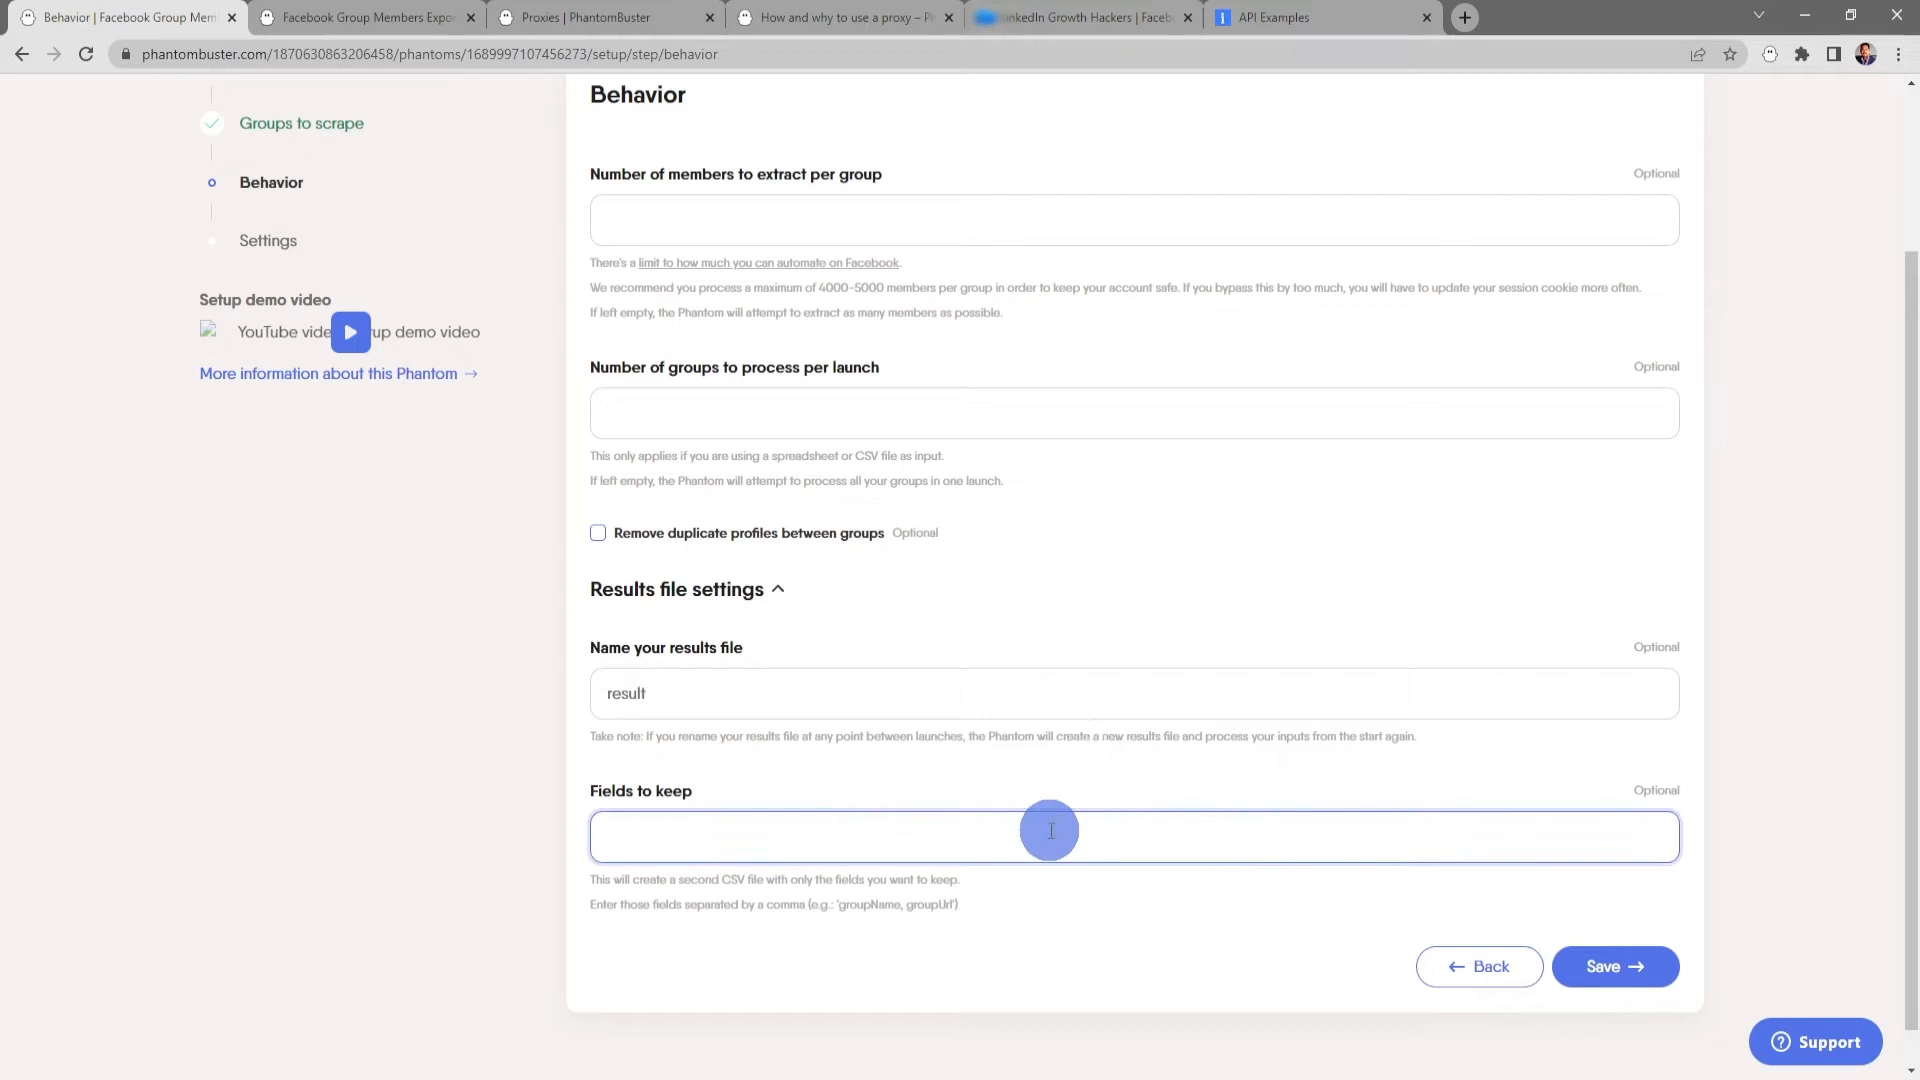 Behavior | Facebook Group Mem
Facebook Group Members Expor
Proxies | PhantomBuster
How and why to use a proxy – P
inkedIn Growth Hackers | Faceb
API Examples
phantombuster.com/1870630863206458/phantoms/1689997107456273/setup/step/behavior
Groups to scrape
Behavior
Settings
Setup demo video
YouTube vide up demo video
More information about this Phantom →
Behavior
Number of members to extract per group
Optional
There's a limit to how much you can automate on Facebook.
We recommend you process a maximum of 4000-5000 members per group in order to keep your account safe. If you bypass this by too much, you will have to update your session cookie more often.
If left empty, the Phantom will attempt to extract as many members as possible.
Number of groups to process per launch
Optional
This only applies if you are using a spreadsheet or CSV file as input.
If left empty, the Phantom will attempt to process all your groups in one launch.
Remove duplicate profiles between groups Optional
Results file settings
Name your results file
Optional
result
Take note: If you rename your results file at any point between launches, the Phantom will create a new results file and process your inputs from the start again.
Fields to keep
Optional
This will create a second CSV file with only the fields you want to keep.
Enter those fields separated by a comma (e.g.: 'groupName, groupUrl')
← Back
Save →
? Support